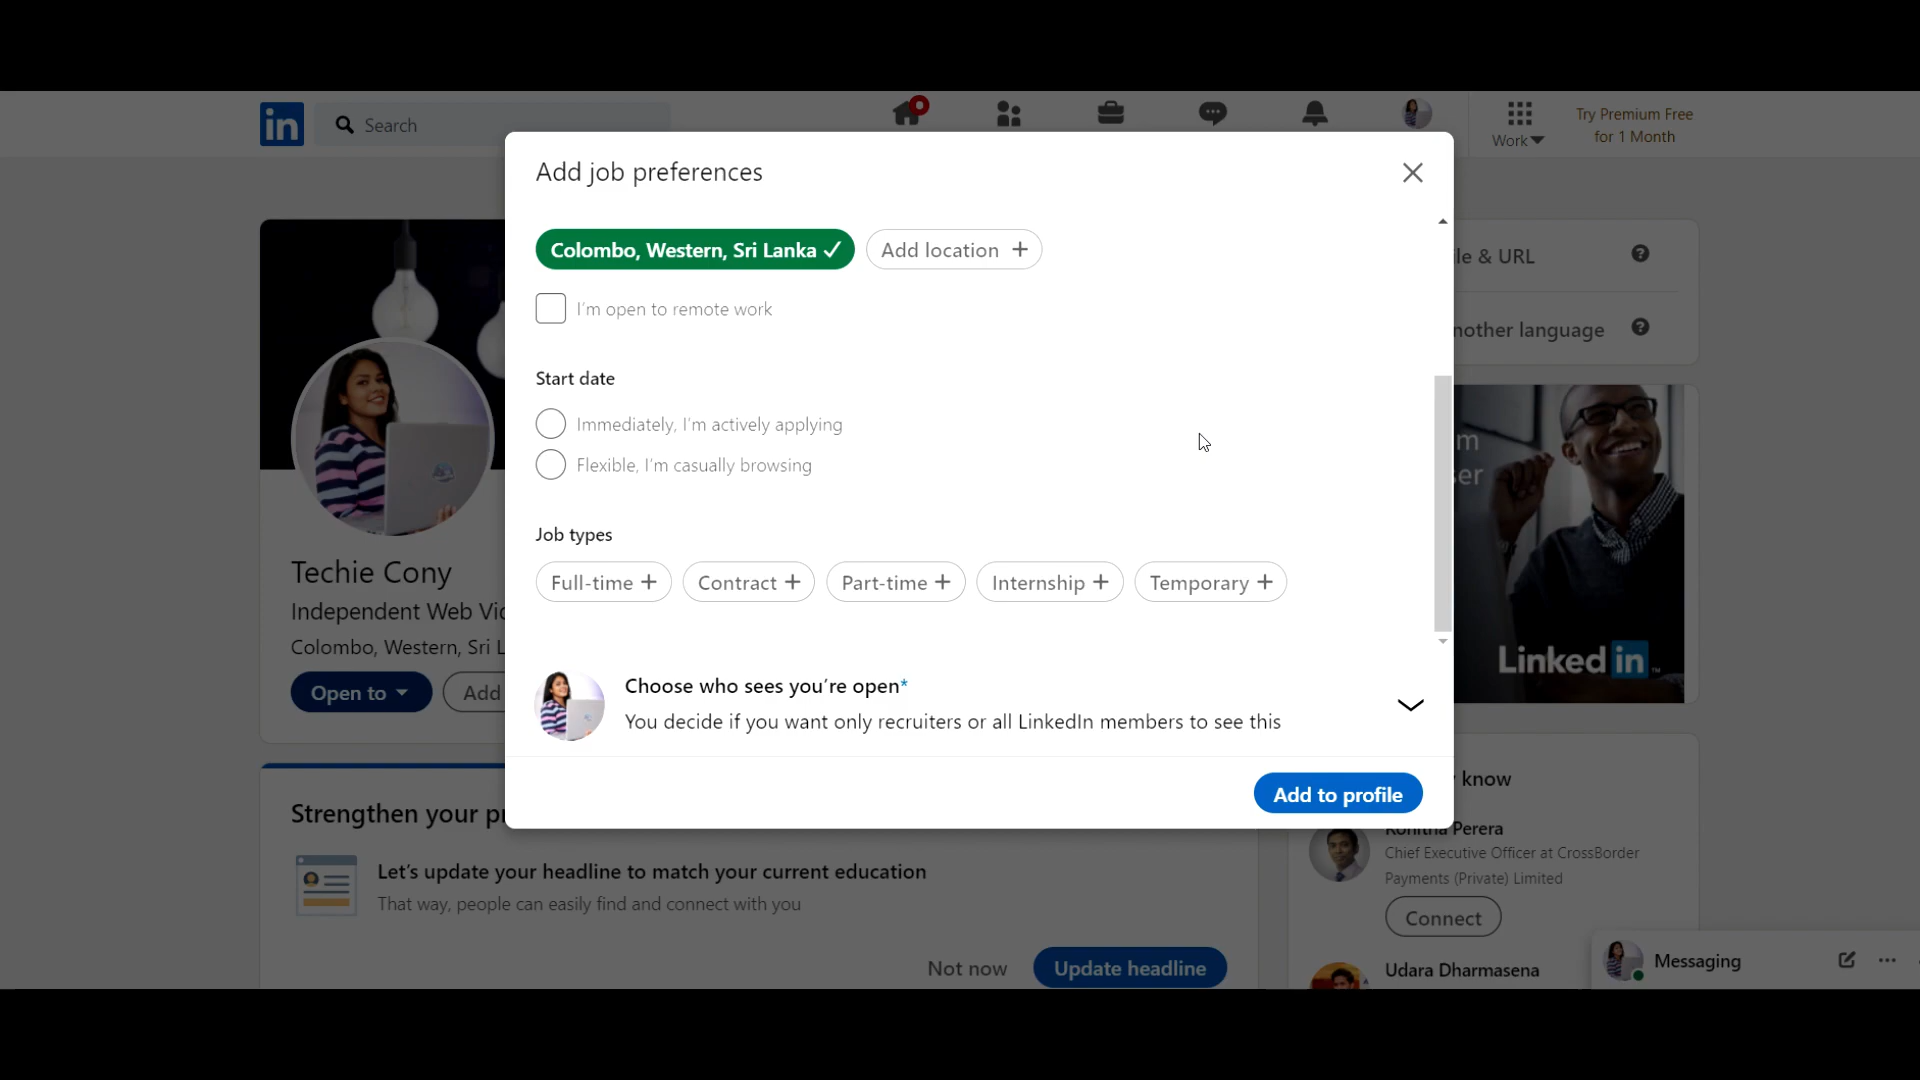 in
Search
Work
Try Premium Free
for 1 Month
Add job preferences
Colombo, Western, Sri Lanka
Add location
I'm open to remote work
Start date
Immediately, I'm actively applying
Flexible, I'm casually browsing
Job types
Full-time
Contract
Part-time
Internship
Temporary
Choose who sees you're open*
You decide if you want only recruiters or all LinkedIn members to see this
Add to profile
Techie Cony
Independent Web
Colombo, Western, Sri
Open to
Add
& URL
language
LinkedIn
Strengthen your
Let's update your headline to match your current education
That way, people can easily find and connect with you
Not now
Update headline
know
Perera
Chief Executive Officer at CrossBorder
Payments (Private) Limited
Connect
Udara Dharmasena
Messaging